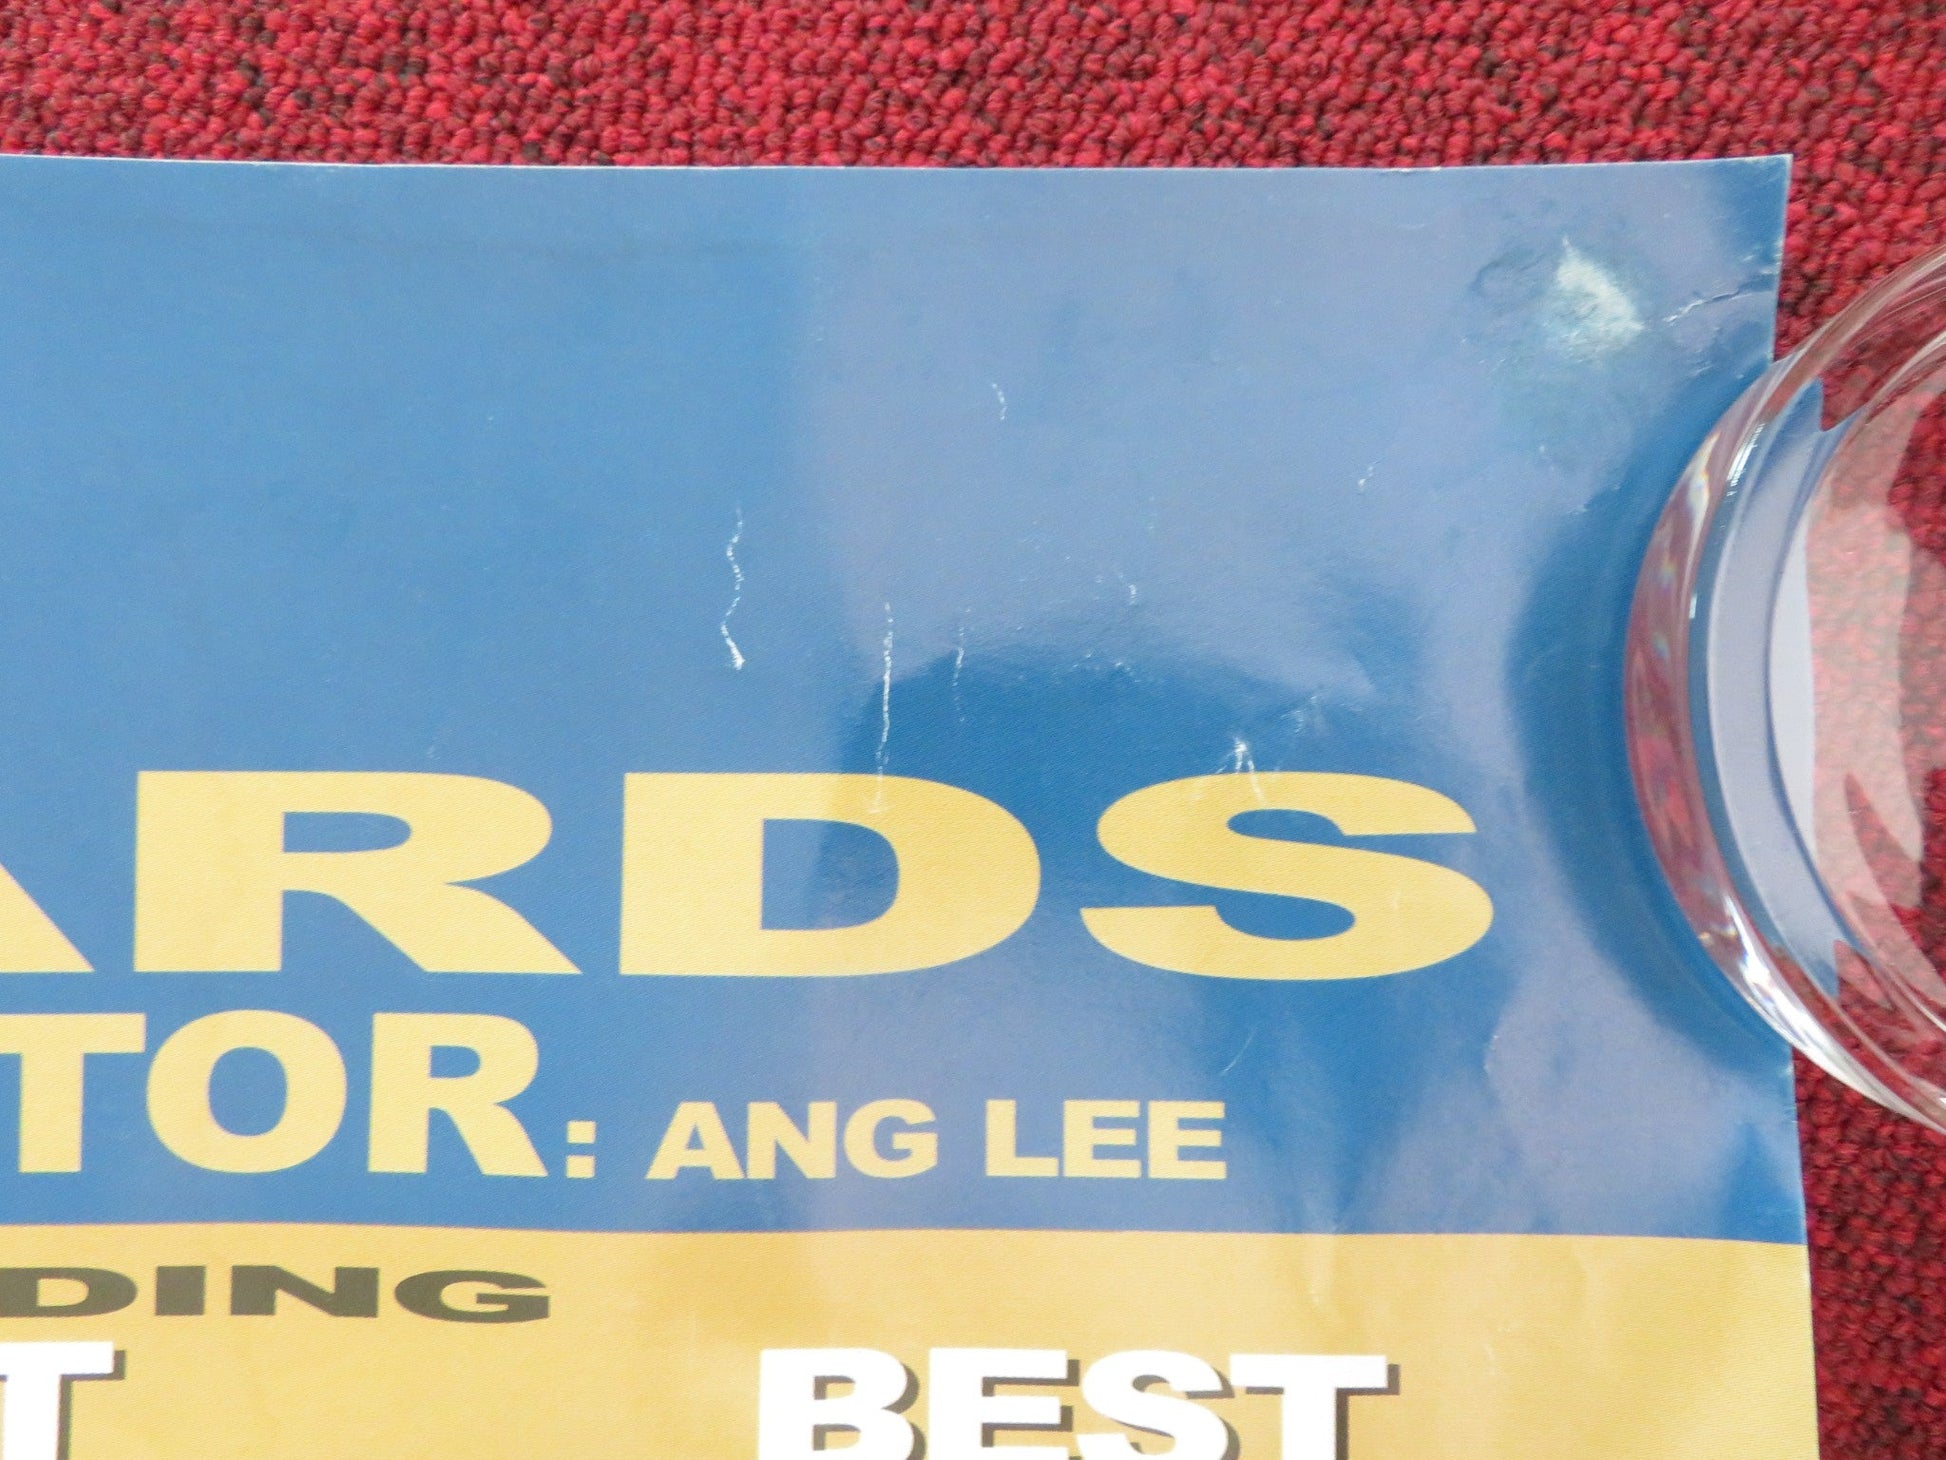 ARDS
TOR: ANG LEE
DING
T BEST